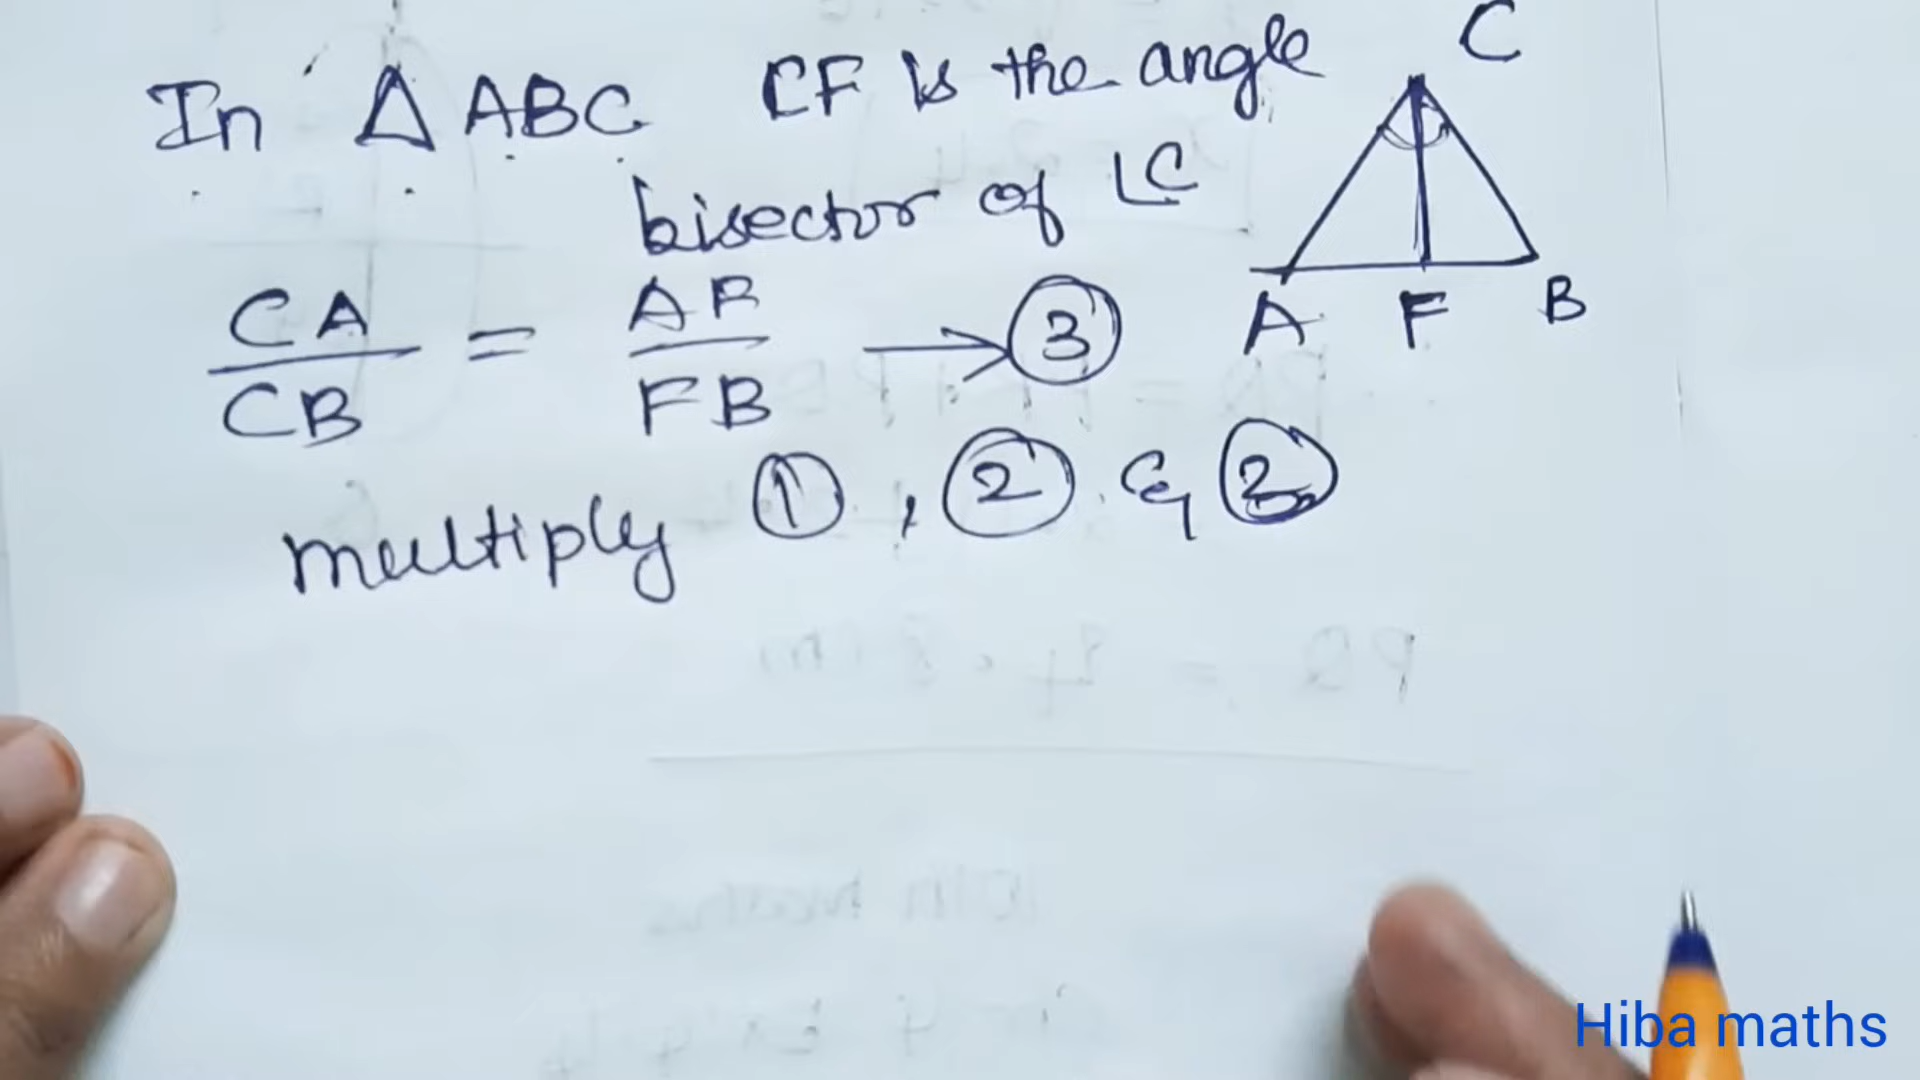 In △ ABC CF is the angle
bisector of ∠C
CA/CB = AF/FB → ③
multiply ①, ② & ③
C
A F B
Hiba maths